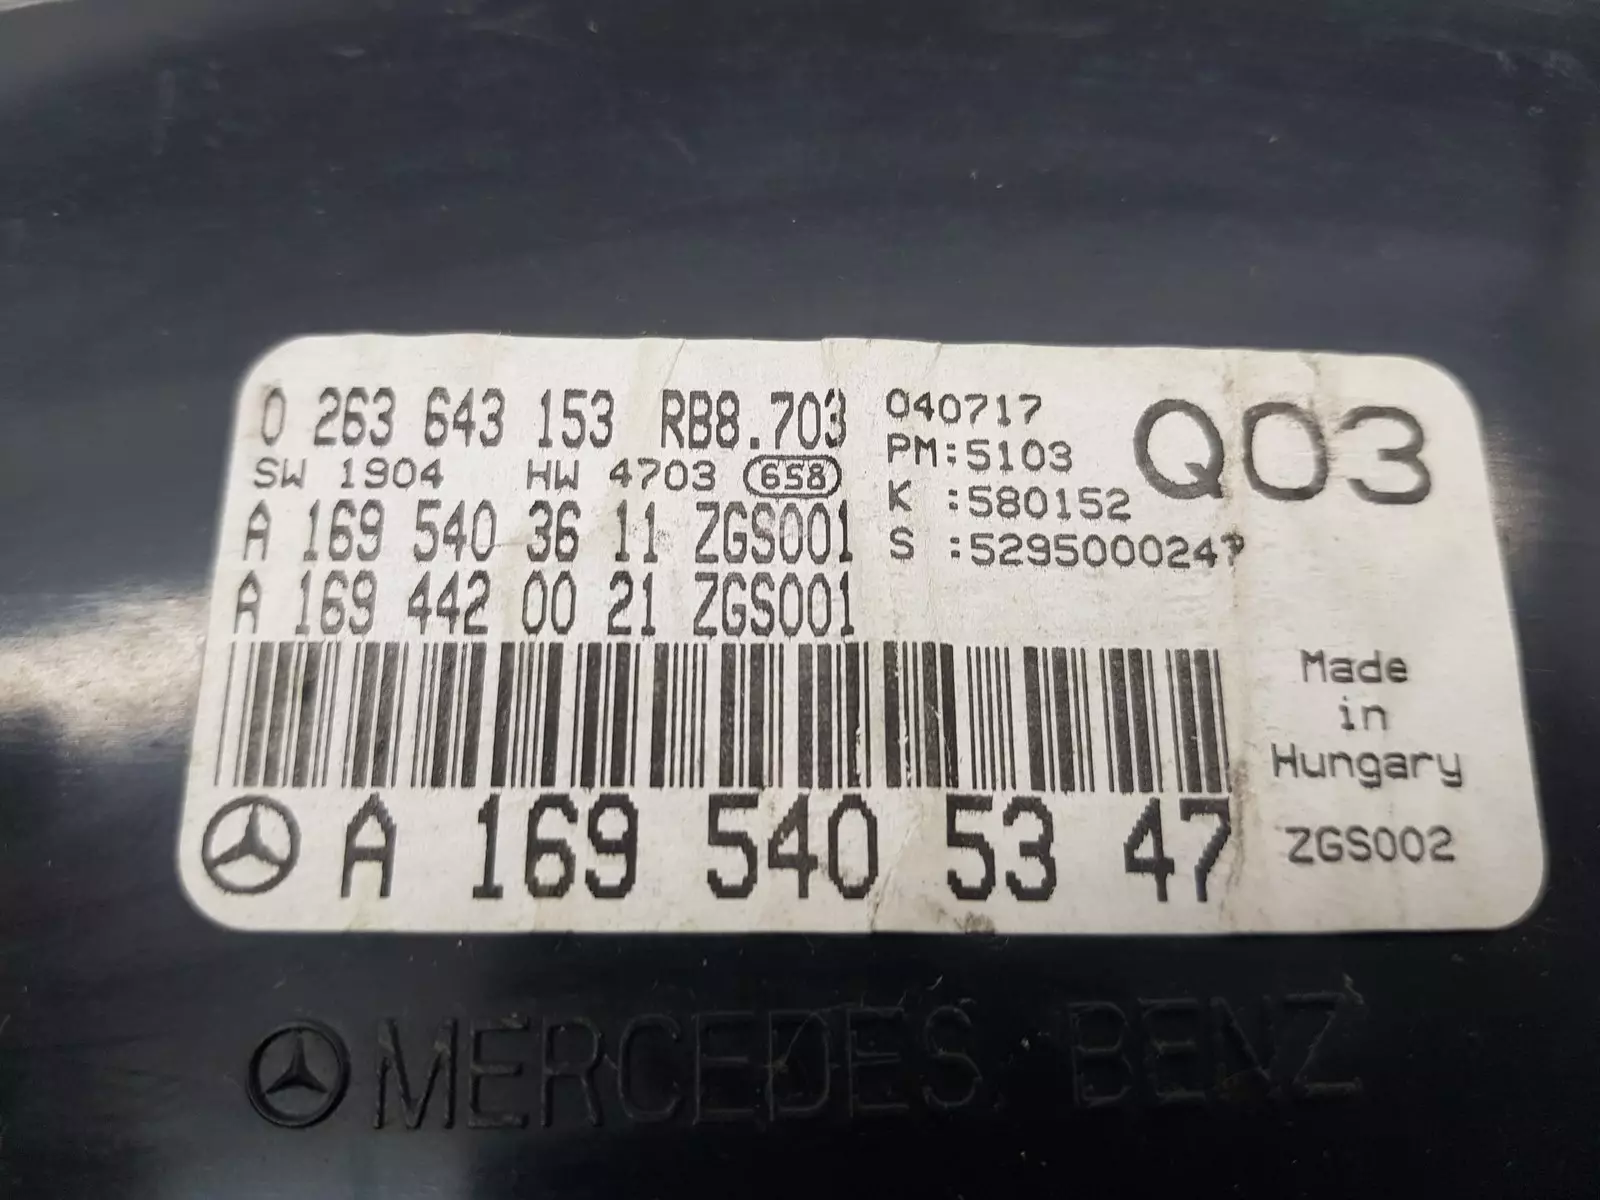 0 263 643 153 RB8.703
SW 1904 HW 4703 658
A 169 540 36 11 ZGS001
A 169 442 00 21 ZGS001
040717
PM:5103
K :580152
S :529500024
Q03
Made
in
Hungary
ZGS002
A 169 540 53 47
MERCEDES BENZ